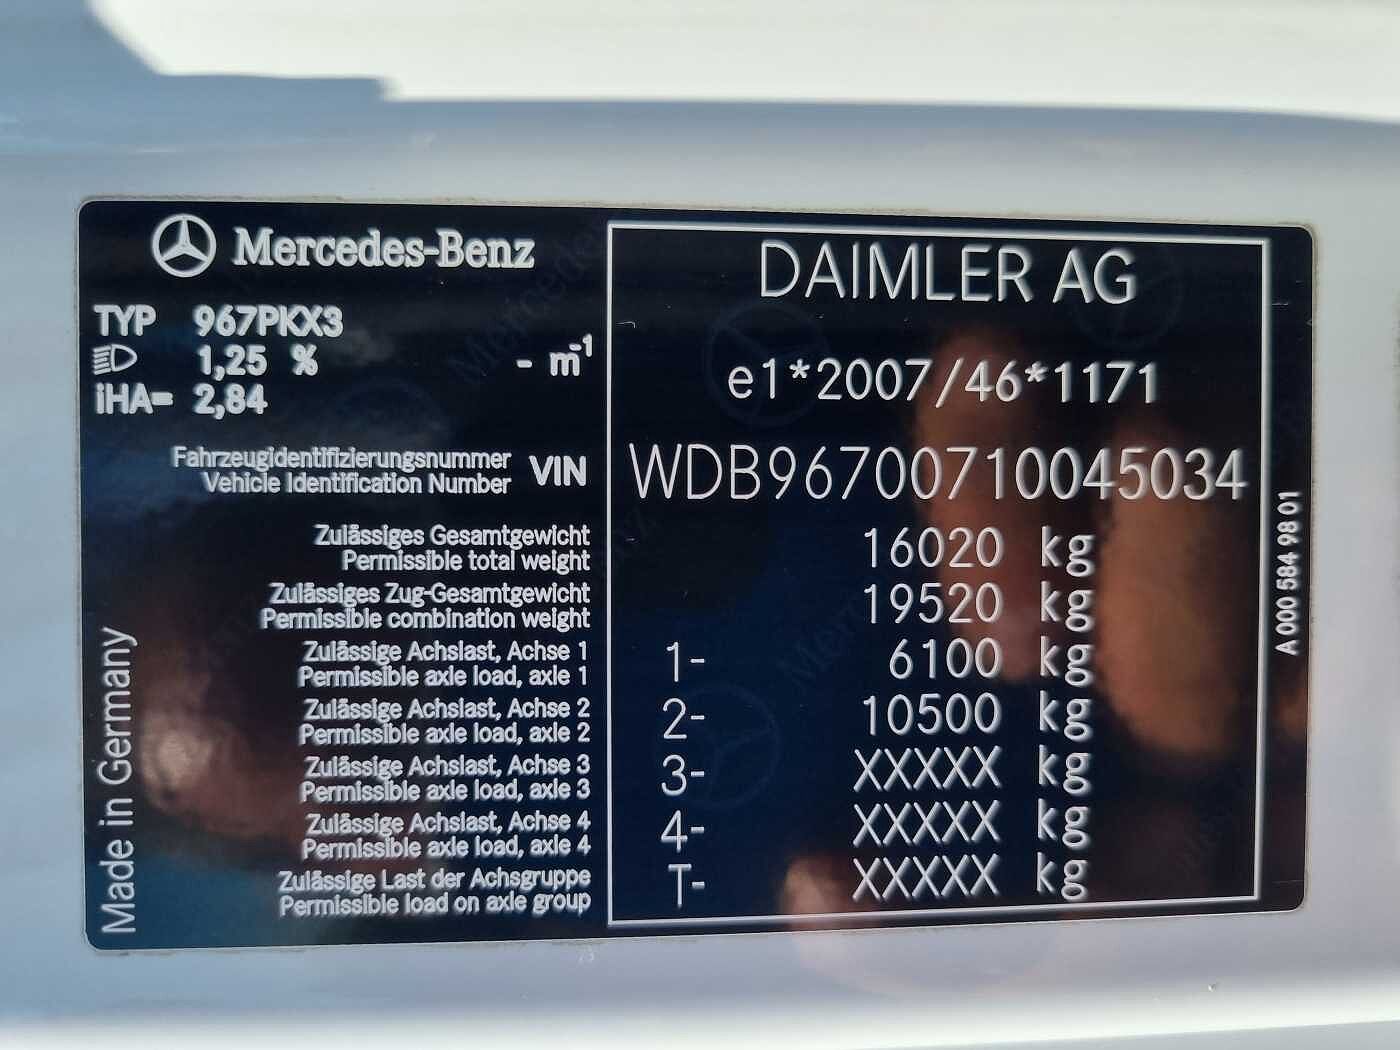 Mercedes-Benz
TYP 967PKX3
1,25 % - m⁻¹
iHA= 2,84
DAIMLER AG
e1*2007/46*1171
Fahrzeugidentifizierungsnummer
Vehicle Identification Number
VIN WDB96700710045034
Zulässiges Gesamtgewicht
Permissible total weight
16020 kg
Zulässiges Zug-Gesamtgewicht
Permissible combination weight
19520 kg
Zulässige Achslast, Achse 1
Permissible axle load, axle 1
1- 6100 kg
Zulässige Achslast, Achse 2
Permissible axle load, axle 2
2- 10500 kg
Zulässige Achslast, Achse 3
Permissible axle load, axle 3
3- XXXXX kg
Zulässige Achslast, Achse 4
Permissible axle load, axle 4
4- XXXXX kg
Zulässige Last der Achsgruppe
Permissible load on axle group
T- XXXXX kg
Made in Germany
A 000 584 98 01